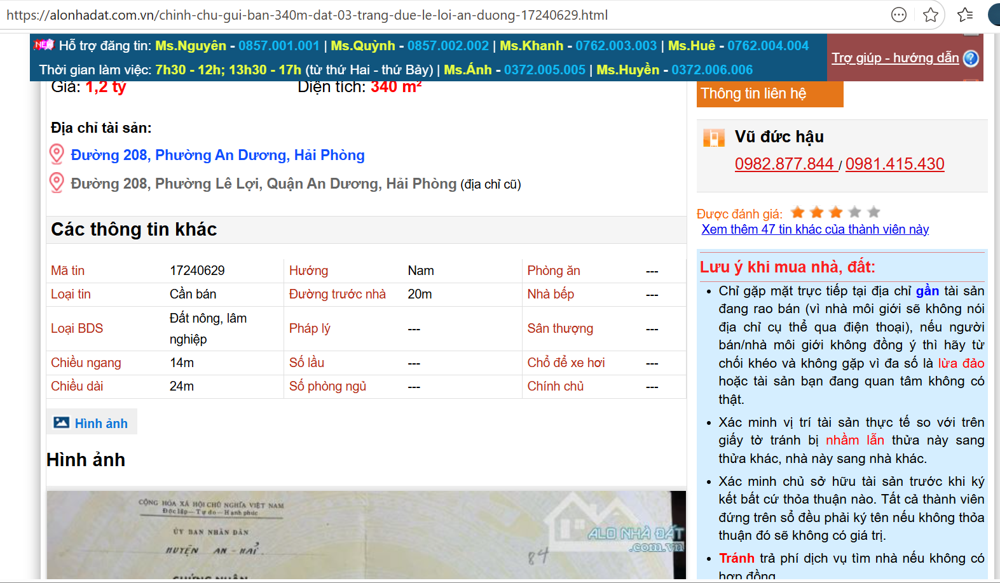 https://alonhadat.com.vn/chinh-chu-gui-ban-340m-dat-03-trang-due-le-loi-an-duong-17240629.html
NEW Hỗ trợ đăng tin: Ms.Nguyên - 0857.001.001 | Ms.Quỳnh - 0857.002.002 | Ms.Khanh - 0762.003.003 | Ms.Huê - 0762.004.004
Thời gian làm việc: 7h30 - 12h; 13h30 - 17h (từ thứ Hai - thứ Bảy) | Ms.Ánh - 0372.005.005 | Ms.Huyền - 0372.006.006
Trợ giúp - hướng dẫn ?
Giá: 1,2 tỷ Diện tích: 340 m²
Địa chỉ tài sản:
Đường 208, Phường An Dương, Hải Phòng
Đường 208, Phường Lê Lợi, Quận An Dương, Hải Phòng (địa chỉ cũ)
Các thông tin khác
Mã tin 17240629 Hướng Nam Phòng ăn ---
Loại tin Cần bán Đường trước nhà 20m Nhà bếp ---
Loại BDS Đất nông, lâm nghiệp Pháp lý --- Sân thượng ---
Chiều ngang 14m Số lầu --- Chổ để xe hơi ---
Chiều dài 24m Số phòng ngủ --- Chính chủ ---
Hình ảnh
Hình ảnh
CỘNG HÒA XÃ HỘI CHỦ NGHĨA VIỆT NAM
Độc lập—Tự do—Hạnh phúc
ỦY BAN NHÂN DÂN
HUYỆN AN - HẢI
84
CHỨNG NHẬN
ALO NHÀ ĐẤT
.com.vn
Thông tin liên hệ
Vũ đức hậu
0982.877.844 / 0981.415.430
Được đánh giá:
Xem thêm 47 tin khác của thành viên này
Lưu ý khi mua nhà, đất:
• Chỉ gặp mặt trực tiếp tại địa chỉ gần tài sản
đang rao bán (vì nhà môi giới sẽ không nói
địa chỉ cụ thể qua điện thoại), nếu người
bán/nhà môi giới không đồng ý thì hãy từ
chối khéo và không gặp vì đa số là lừa đảo
hoặc tài sản bạn đang quan tâm không có
thật.
• Xác minh vị trí tài sản thực tế so với trên
giấy tờ tránh bị nhầm lẫn thửa này sang
thửa khác, nhà này sang nhà khác.
• Xác minh chủ sở hữu tài sản trước khi ký
kết bất cứ thỏa thuận nào. Tất cả thành viên
đứng trên sổ đều phải ký tên nếu không thỏa
thuận đó sẽ không có giá trị.
• Tránh trả phí dịch vụ tìm nhà nếu không có
hợp đồng